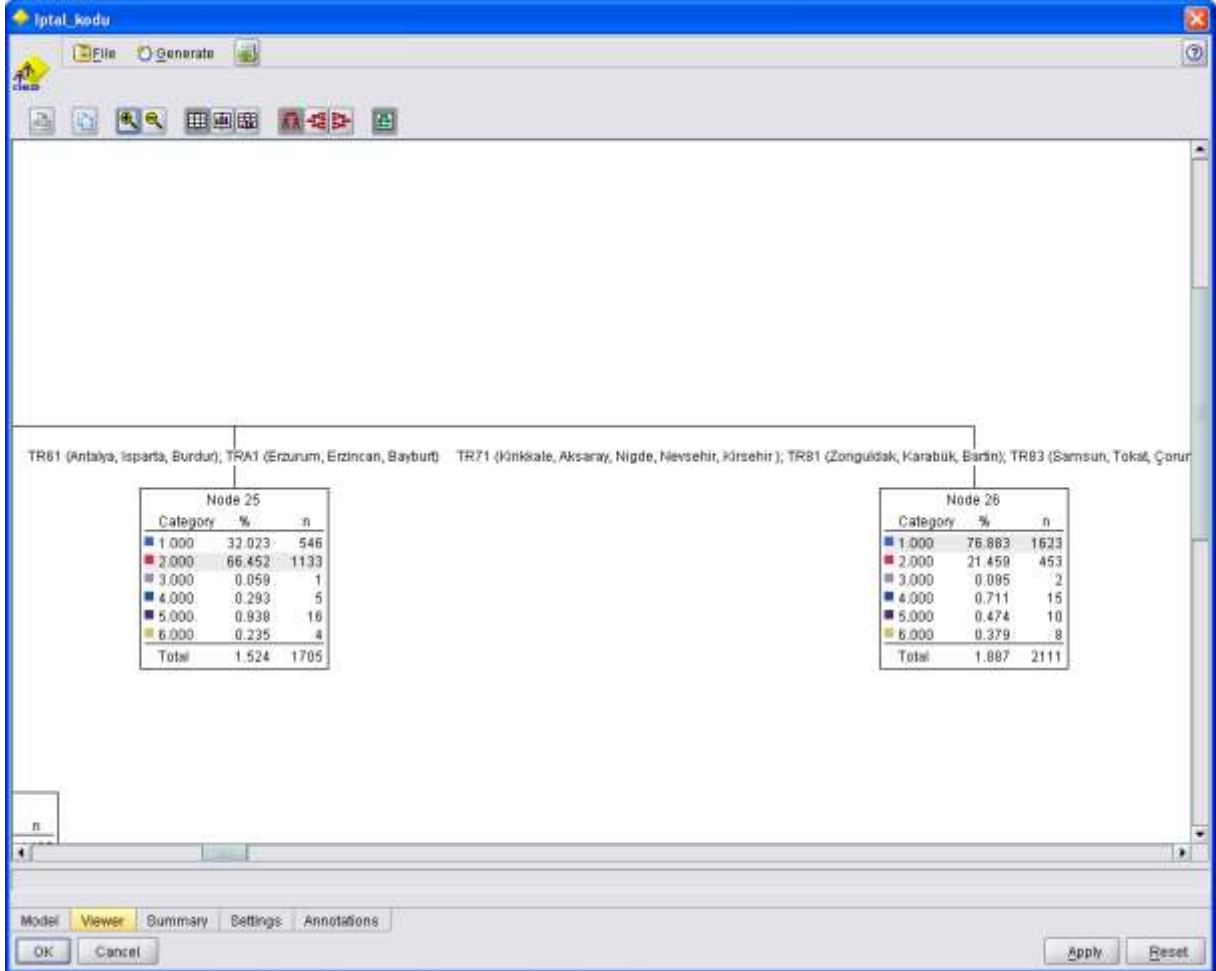 Iptal_kodu
File Generate
CHAID
TR61 (Antalya, Isparta, Burdur); TRA1 (Erzurum, Erzincan, Bayburt) TR71 (Kirikkale, Aksaray, Nigde, Nevsehir, Kirsehir ); TR81 (Zonguldak, Karabük, Bartin); TR83 (Samsun, Tokat, Çorur
Node 25
Category % n
1.000 32.023 546
2.000 66.452 1133
3.000 0.059 1
4.000 0.293 5
5.000 0.938 16
6.000 0.235 4
Total 1.524 1705
Node 26
Category % n
1.000 76.883 1623
2.000 21.459 453
3.000 0.095 2
4.000 0.711 15
5.000 0.474 10
6.000 0.379 8
Total 1.887 2111
n
Model Viewer Summary Settings Annotations
OK Cancel Apply Reset